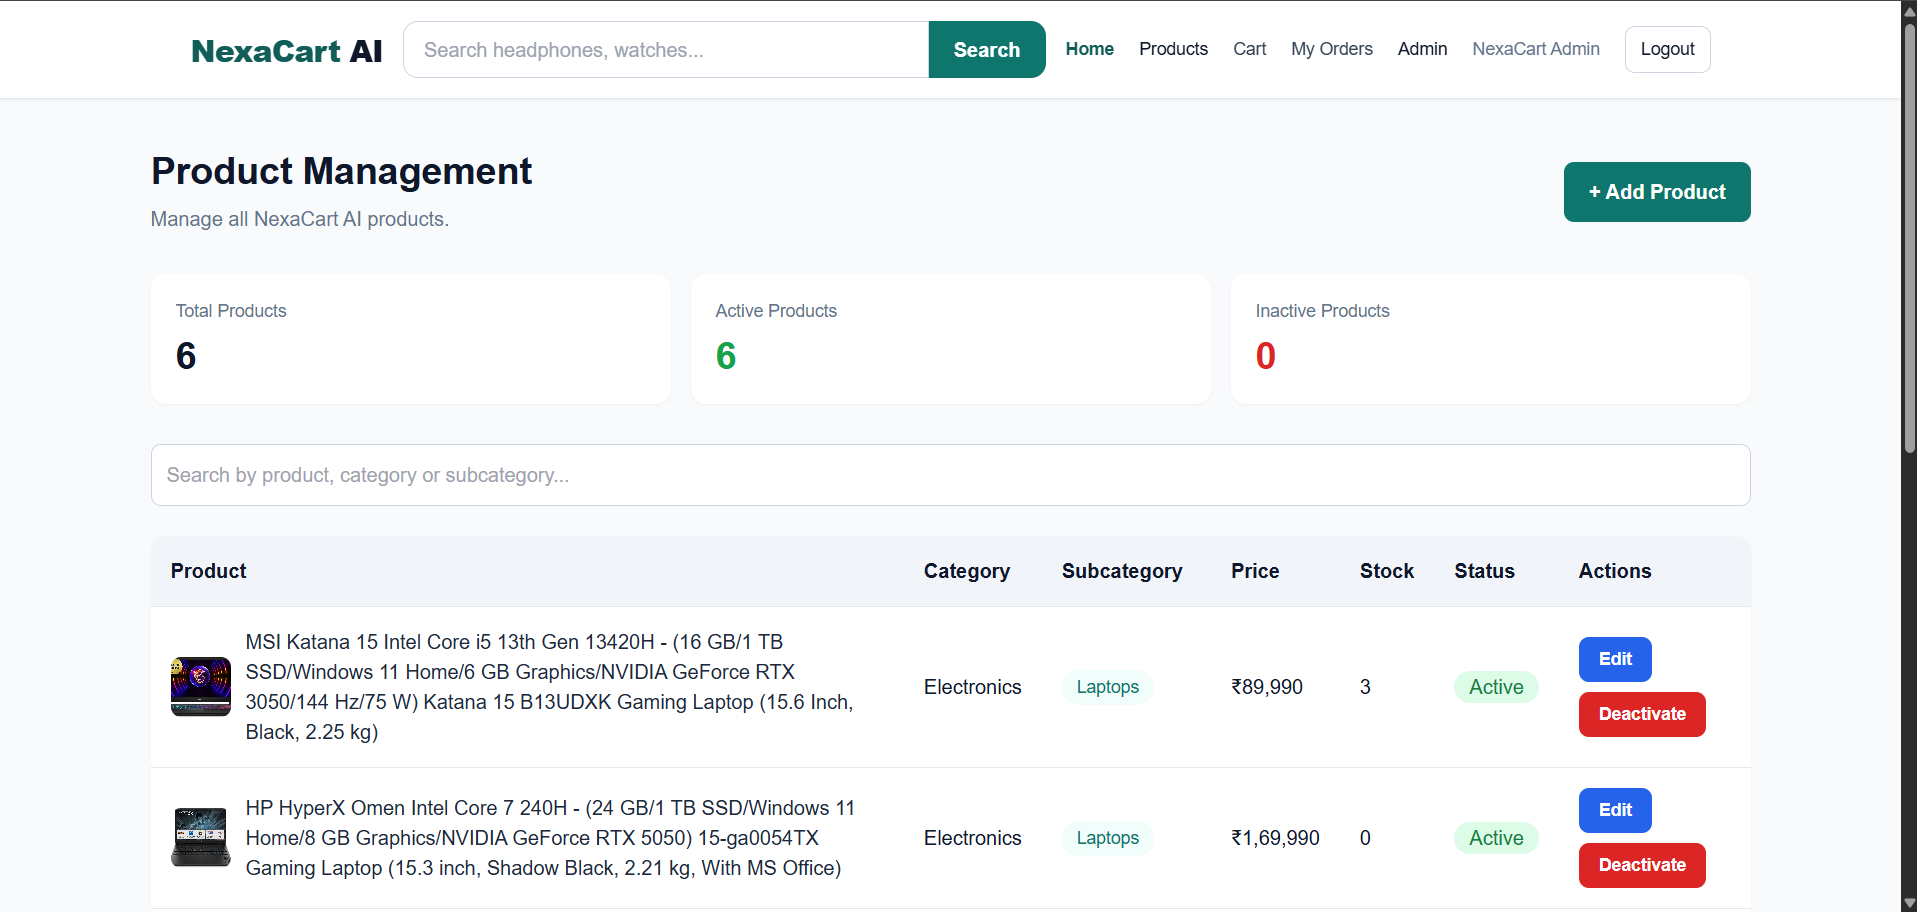 NexaCart AI
Search headphones, watches...
Search
Home
Products
Cart
My Orders
Admin
NexaCart Admin
Logout
Product Management
Manage all NexaCart AI products.
+ Add Product
Total Products
6
Active Products
6
Inactive Products
0
Search by product, category or subcategory...
Product Category Subcategory Price Stock Status Actions
MSI Katana 15 Intel Core i5 13th Gen 13420H - (16 GB/1 TB
SSD/Windows 11 Home/6 GB Graphics/NVIDIA GeForce RTX
3050/144 Hz/75 W) Katana 15 B13UDXK Gaming Laptop (15.6 Inch,
Black, 2.25 kg)
Electronics
Laptops
₹89,990
3
Active
Edit
Deactivate
HP HyperX Omen Intel Core 7 240H - (24 GB/1 TB SSD/Windows 11
Home/8 GB Graphics/NVIDIA GeForce RTX 5050) 15-ga0054TX
Gaming Laptop (15.3 inch, Shadow Black, 2.21 kg, With MS Office)
Electronics
Laptops
₹1,69,990
0
Active
Edit
Deactivate